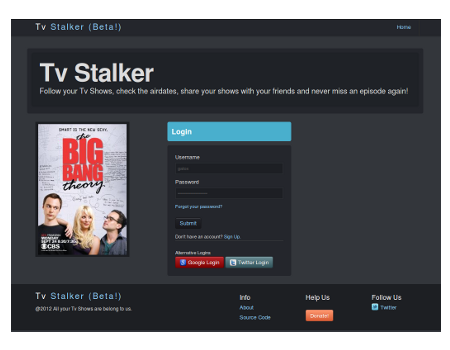 Tv Stalker (Beta!)
Home
Tv Stalker
Follow your Tv Shows, check the airdates, share your shows with your friends and never miss an episode again!
SMART IS THE NEW SEXY.
the
BIG
BANG
theory
CBS
Login
Username
Password
Forgot your password?
Submit
Don't have an account? Sign Up
Alternative Logins
Google Login
Twitter Login
Tv Stalker (Beta!)
@2012 All your Tv Shows are belong to us.
Info
About
Source Code
Help Us
Donate!
Follow Us
Twitter